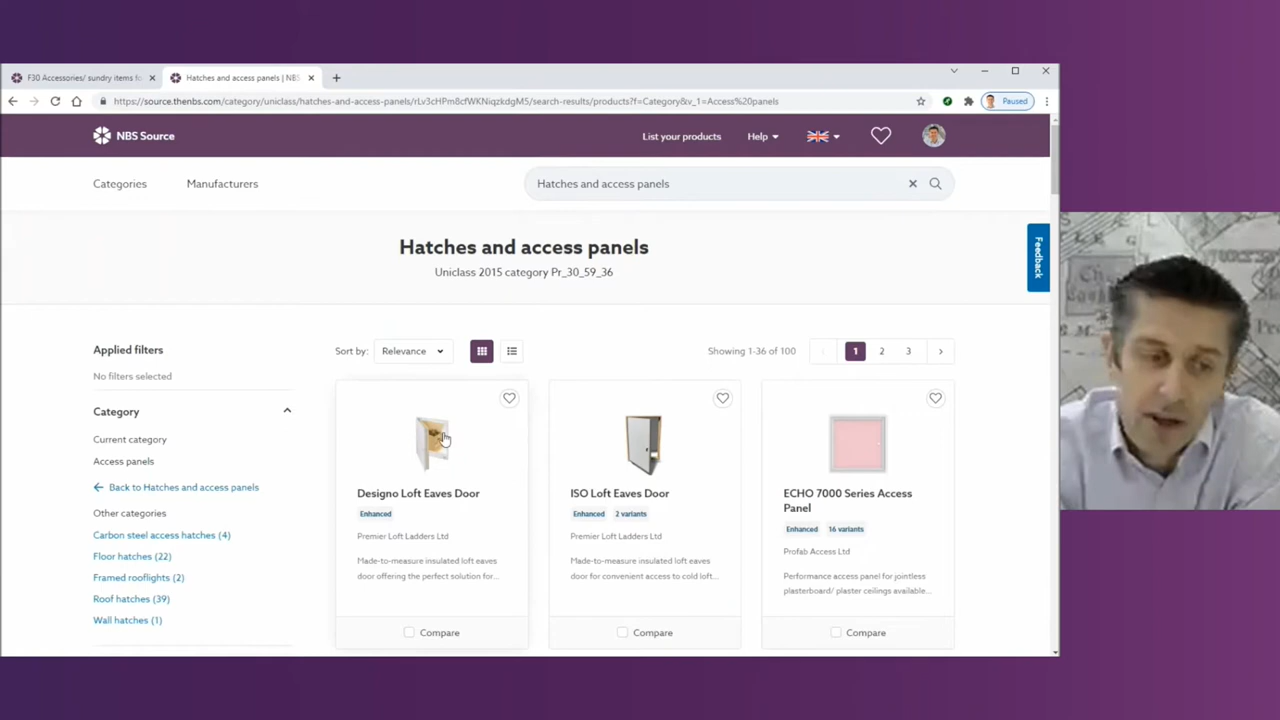 F30 Accessories/ sundry items fo
Hatches and access panels | NBS
https://source.thenbs.com/category/uniclass/hatches-and-access-panels/rLv3cHPm8cfWKNiqzkdgM5/search-results/products?f=Category&v_1=Access%20panels
Paused
NBS Source
List your products
Help
Categories
Manufacturers
Hatches and access panels
Hatches and access panels
Uniclass 2015 category Pr_30_59_36
Feedback
Applied filters
No filters selected
Category
Current category
Access panels
Back to Hatches and access panels
Other categories
Carbon steel access hatches (4)
Floor hatches (22)
Framed rooflights (2)
Roof hatches (39)
Wall hatches (1)
Sort by: Relevance
Showing 1-36 of 100
1 2 3
Designo Loft Eaves Door
Enhanced
Premier Loft Ladders Ltd
Made-to-measure insulated loft eaves
door offering the perfect solution for...
Compare
ISO Loft Eaves Door
Enhanced 2 variants
Premier Loft Ladders Ltd
Made-to-measure insulated loft eaves
door for convenient access to cold loft...
Compare
ECHO 7000 Series Access
Panel
Enhanced 16 variants
Profab Access Ltd
Performance access panel for jointless
plasterboard/ plaster ceilings available...
Compare